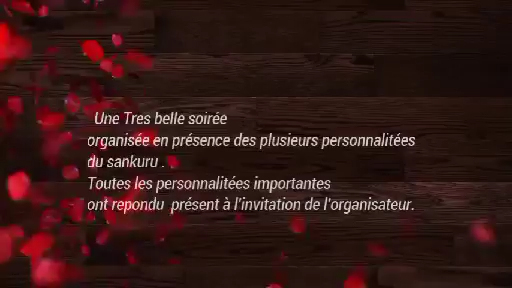 Une Tres belle soirée
organisée en présence des plusieurs personnalitées
du sankuru .
Toutes les personnalitées importantes
ont repondu présent à l'invitation de l'organisateur.